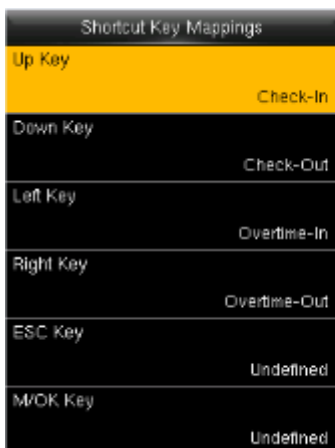 Shortcut Key Mappings
Up Key
Check-In
Down Key
Check-Out
Left Key
Overtime-In
Right Key
Overtime-Out
ESC Key
Undefined
M/OK Key
Undefined